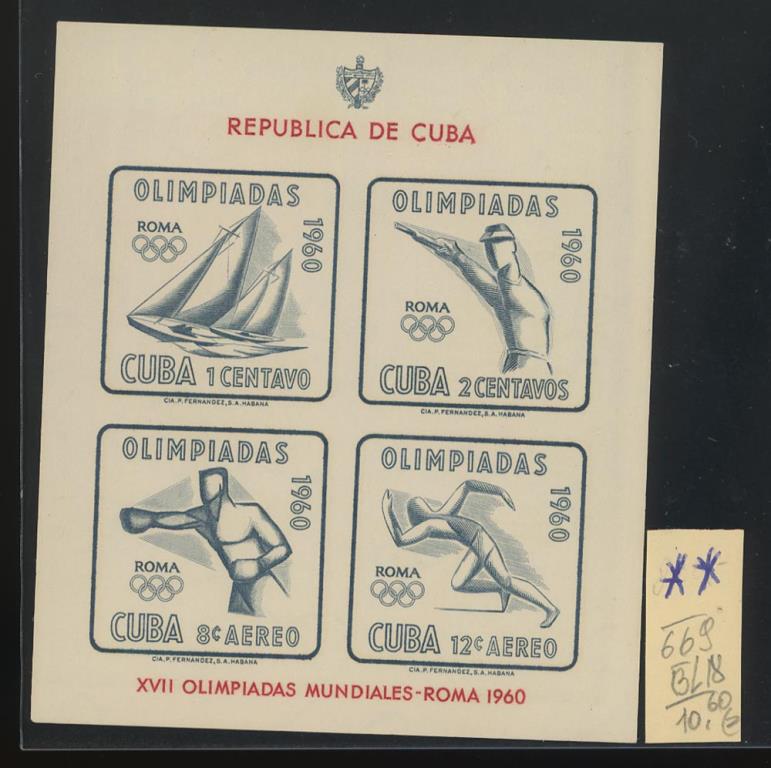 REPUBLICA DE CUBA
OLIMPIADAS
1960
ROMA
CUBA 1 CENTAVO
CIA. P. FERNANDEZ, S.A. HABANA
OLIMPIADAS
1960
ROMA
CUBA 2 CENTAVOS
CIA. P. FERNANDEZ, S.A. HABANA
OLIMPIADAS
1960
ROMA
CUBA 8¢ AEREO
CIA. P. FERNANDEZ, S.A. HABANA
OLIMPIADAS
1960
ROMA
CUBA 12¢ AEREO
CIA. P. FERNANDEZ, S.A. HABANA
XVII OLIMPIADAS MUNDIALES-ROMA 1960
**
669
BL18
10.60 €